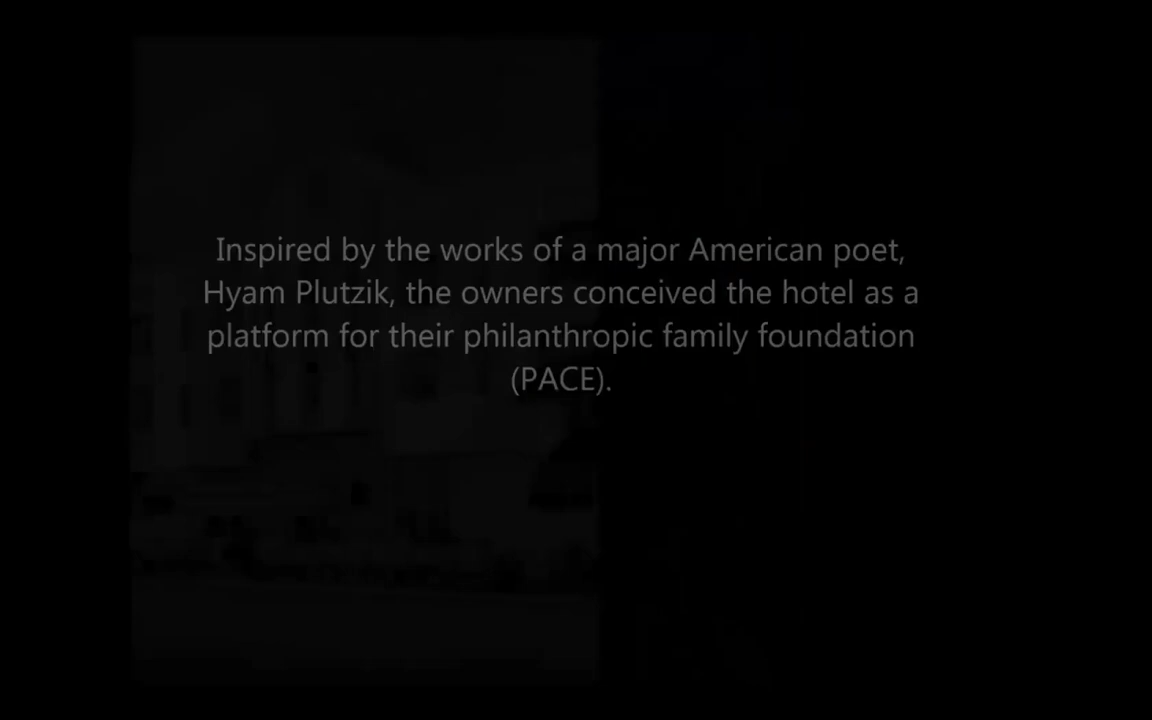 Inspired by the works of a major American poet,
Hyam Plutzik, the owners conceived the hotel as a
platform for their philanthropic family foundation
(PACE).